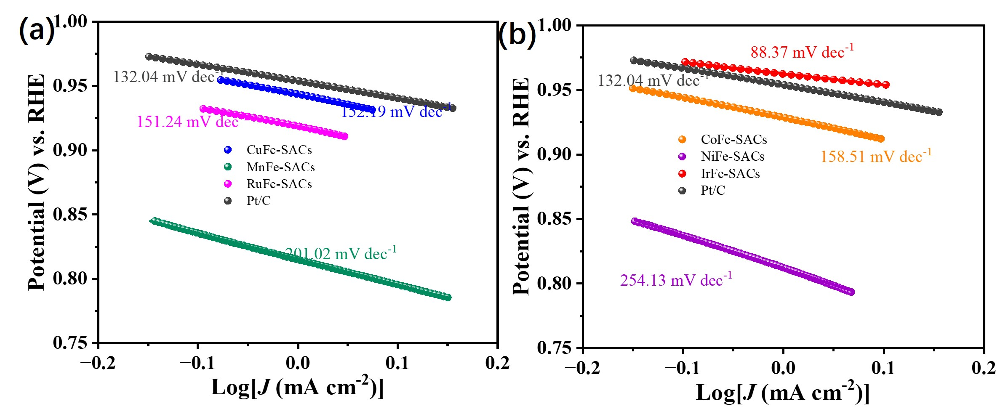 (a)
1.00
0.95
0.90
0.85
0.80
0.75
Potential (V) vs. RHE
132.04 mV dec-1
152.19 mV dec-1
151.24 mV dec
CuFe-SACs
MnFe-SACs
RuFe-SACs
Pt/C
201.02 mV dec-1
−0.2 −0.1 0.0 0.1 0.2
Log[J (mA cm-2)]
(b)
1.00
0.95
0.90
0.85
0.80
0.75
Potential (V) vs. RHE
88.37 mV dec-1
132.04 mV dec-1
CoFe-SACs
NiFe-SACs
IrFe-SACs
Pt/C
158.51 mV dec-1
254.13 mV dec-1
−0.2 −0.1 0.0 0.1 0.2
Log[J (mA cm-2)]